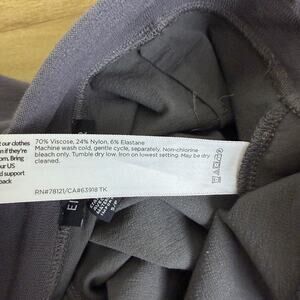 our clothes
if they're
Bring
our US
and support
back
70% Viscose, 24% Nylon, 6% Elastane
Machine wash cold, gentle cycle, separately. Non-chlorine
bleach only. Tumble dry low. Iron on lowest setting. May be dry
cleaned.
RN#78121/CA#63918 TK